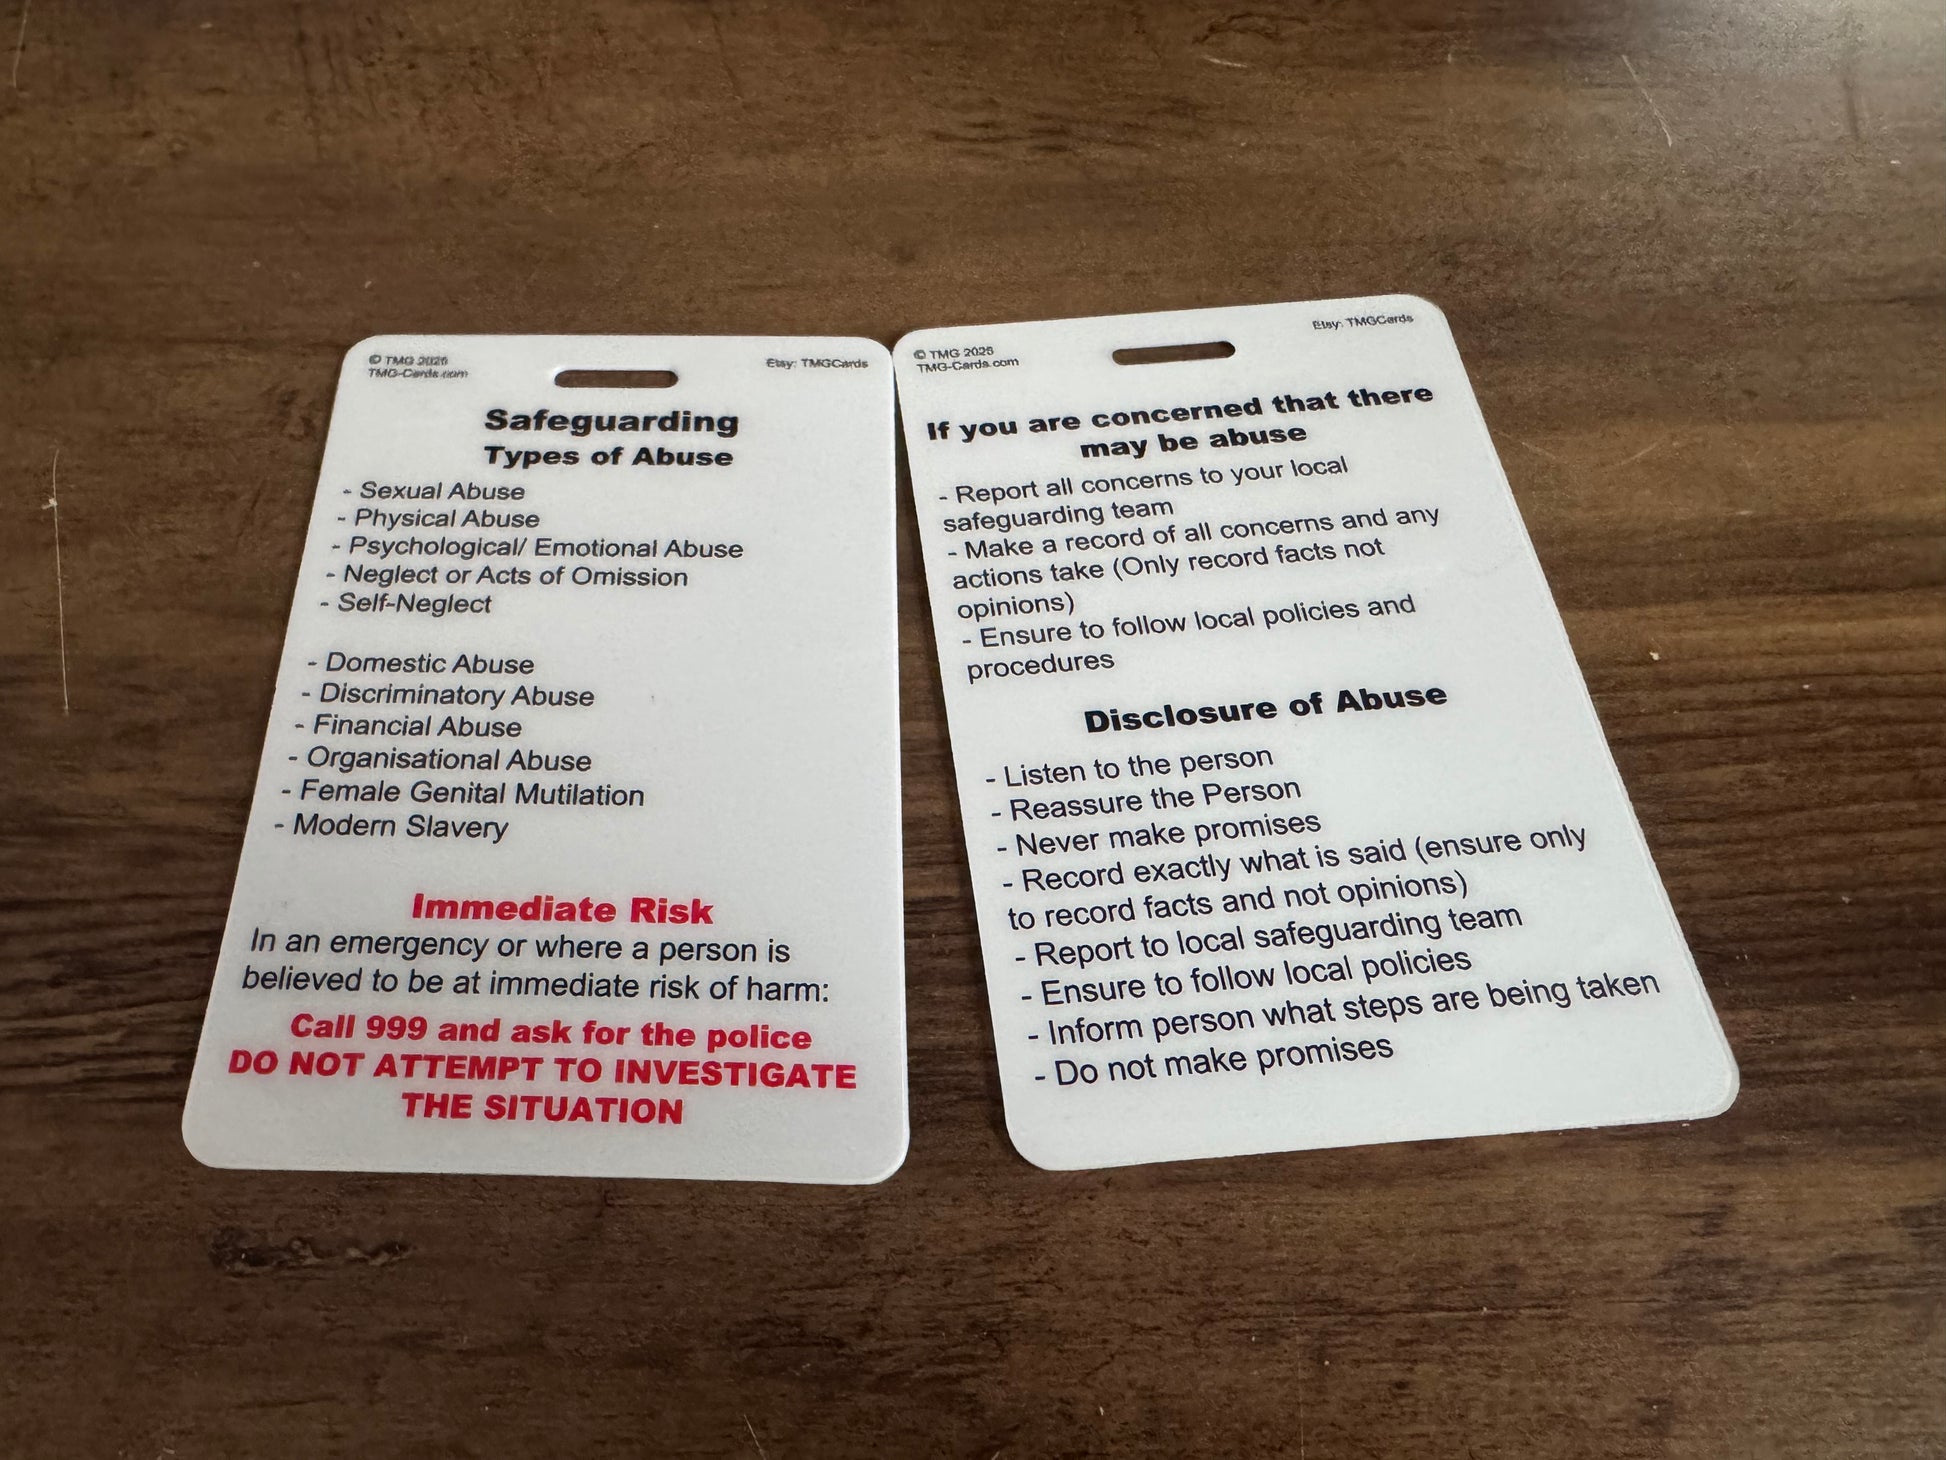 © TMG 2026
TMG-Cards.com
Etsy: TMGCards
Safeguarding
Types of Abuse
- Sexual Abuse
- Physical Abuse
- Psychological/ Emotional Abuse
- Neglect or Acts of Omission
- Self-Neglect
- Domestic Abuse
- Discriminatory Abuse
- Financial Abuse
- Organisational Abuse
- Female Genital Mutilation
- Modern Slavery
Immediate Risk
In an emergency or where a person is
believed to be at immediate risk of harm:
Call 999 and ask for the police
DO NOT ATTEMPT TO INVESTIGATE
THE SITUATION
© TMG 2026
TMG-Cards.com
Etsy: TMGCards
If you are concerned that there
may be abuse
- Report all concerns to your local
safeguarding team
- Make a record of all concerns and any
actions take (Only record facts not
opinions)
- Ensure to follow local policies and
procedures
Disclosure of Abuse
- Listen to the person
- Reassure the Person
- Never make promises
- Record exactly what is said (ensure only
to record facts and not opinions)
- Report to local safeguarding team
- Ensure to follow local policies
- Inform person what steps are being taken
- Do not make promises